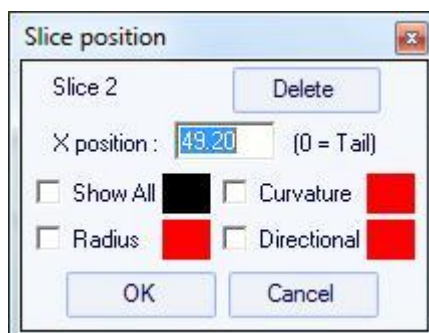 Slice position
Slice 2 Delete
X position : 49.20 (0 = Tail)
Show All Curvature
Radius Directional
OK Cancel